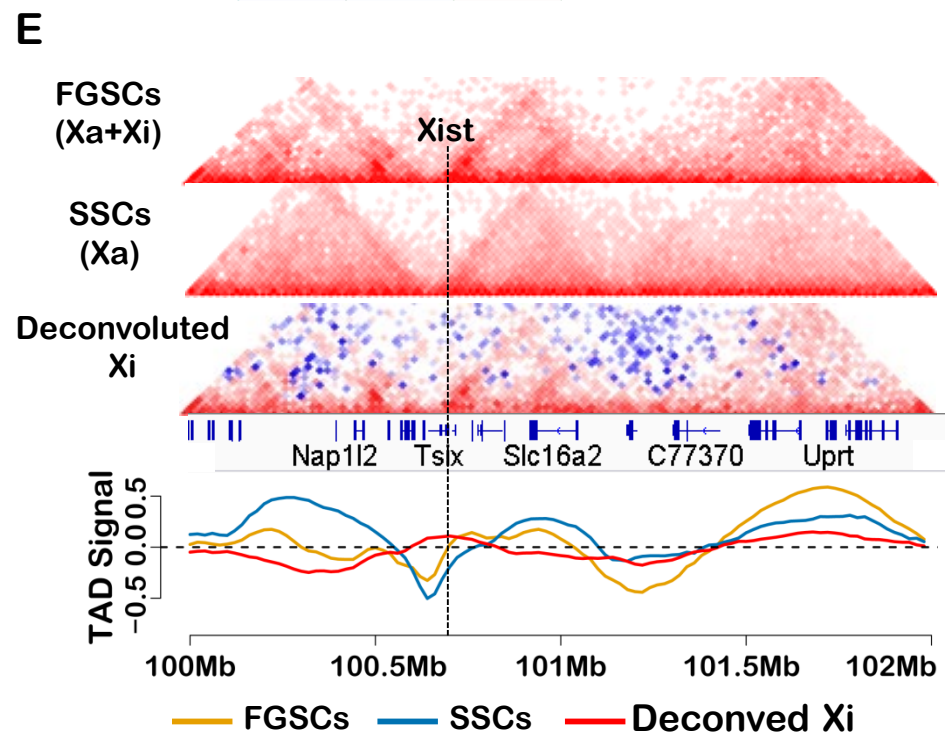 E
FGSCs
(Xa+Xi)
Xist
SSCs
(Xa)
Deconvoluted
Xi
Nap1l2 Tsix Slc16a2 C77370 Uprt
TAD Signal
0.5
0.0
−0.5
100Mb 100.5Mb 101Mb 101.5Mb 102Mb
FGSCs SSCs Deconved Xi